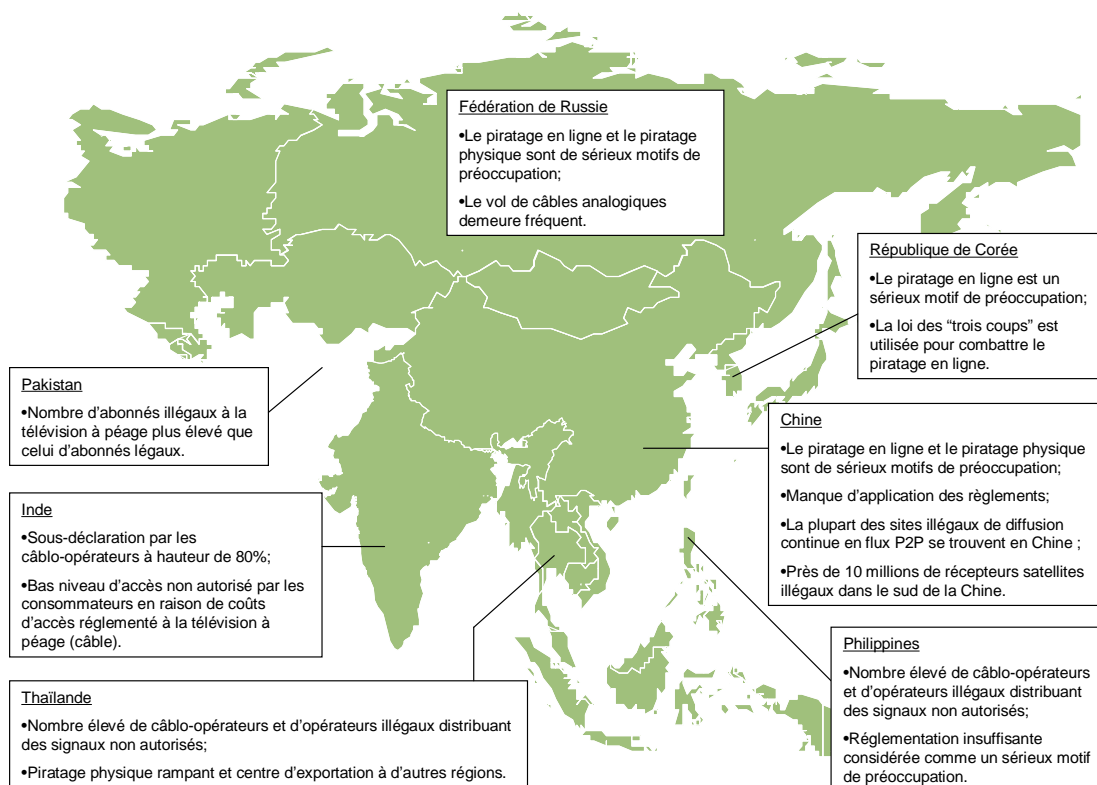 Fédération de Russie
•Le piratage en ligne et le piratage
physique sont de sérieux motifs de
préoccupation;
•Le vol de câbles analogiques
demeure fréquent.
République de Corée
•Le piratage en ligne est un
sérieux motif de préoccupation;
•La loi des “trois coups” est
utilisée pour combattre le
piratage en ligne.
Pakistan
•Nombre d’abonnés illégaux à la
télévision à péage plus élevé que
celui d’abonnés légaux.
Chine
•Le piratage en ligne et le piratage physique
sont de sérieux motifs de préoccupation;
•Manque d’application des règlements;
•La plupart des sites illégaux de diffusion
continue en flux P2P se trouvent en Chine ;
•Près de 10 millions de récepteurs satellites
illégaux dans le sud de la Chine.
Inde
•Sous-déclaration par les
câblo-opérateurs à hauteur de 80%;
•Bas niveau d’accès non autorisé par les
consommateurs en raison de coûts
d’accès réglementé à la télévision à
péage (câble).
Philippines
•Nombre élevé de câblo-opérateurs
et d’opérateurs illégaux distribuant
des signaux non autorisés;
•Réglementation insuffisante
considérée comme un sérieux motif
de préoccupation.
Thaïlande
•Nombre élevé de câblo-opérateurs et d’opérateurs illégaux distribuant
des signaux non autorisés;
•Piratage physique rampant et centre d’exportation à d’autres régions.